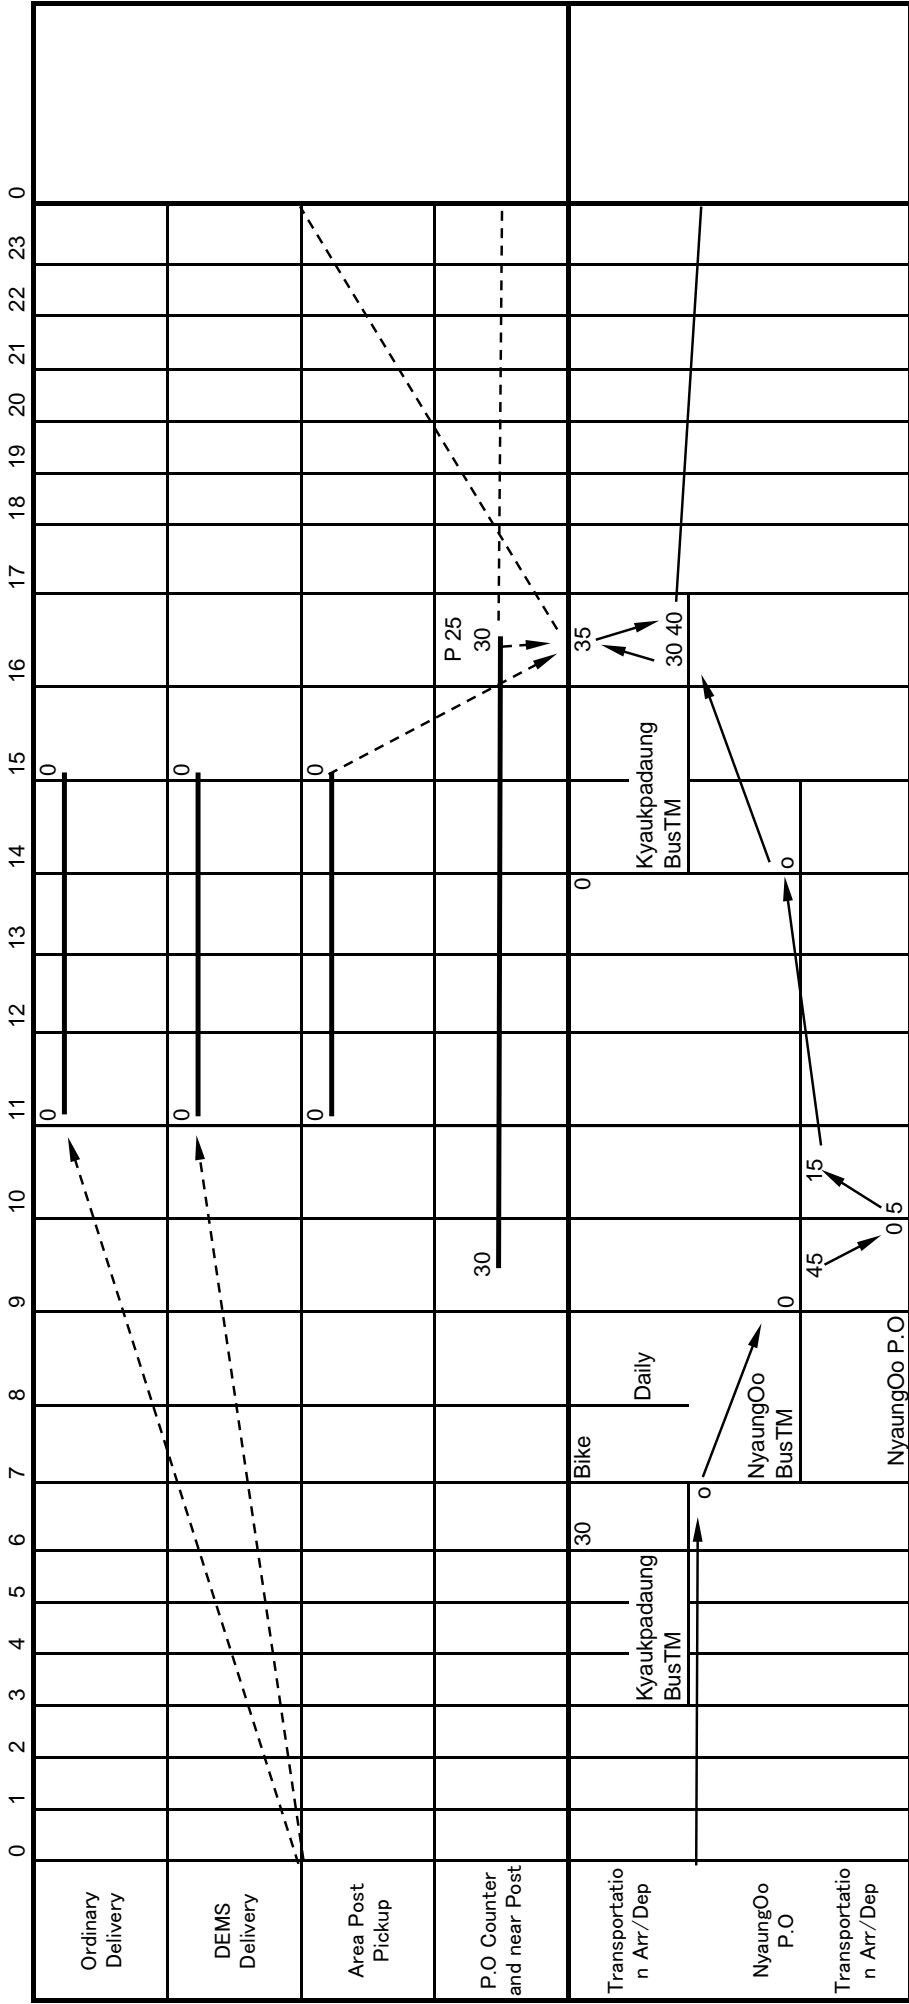 0 1 2 3 4 5 6 7 8 9 10 11 12 13 14 15 16 17 18 19 20 21 22 23 0
Ordinary
Delivery
0 0
DEMS
Delivery
0 0
Area Post
Pickup
0 0
P.O Counter
and near Post
30
P 25
30
Transportatio
n Arr/Dep
30
Bike
0
35
Kyaukpadaung
BusTM
Daily
Kyaukpadaung
BusTM
30 40
o
NyaungOo
P.O
NyaungOo
BusTM
0
o
Transportatio
n Arr/Dep
45
15
NyaungOo P.O
0 5